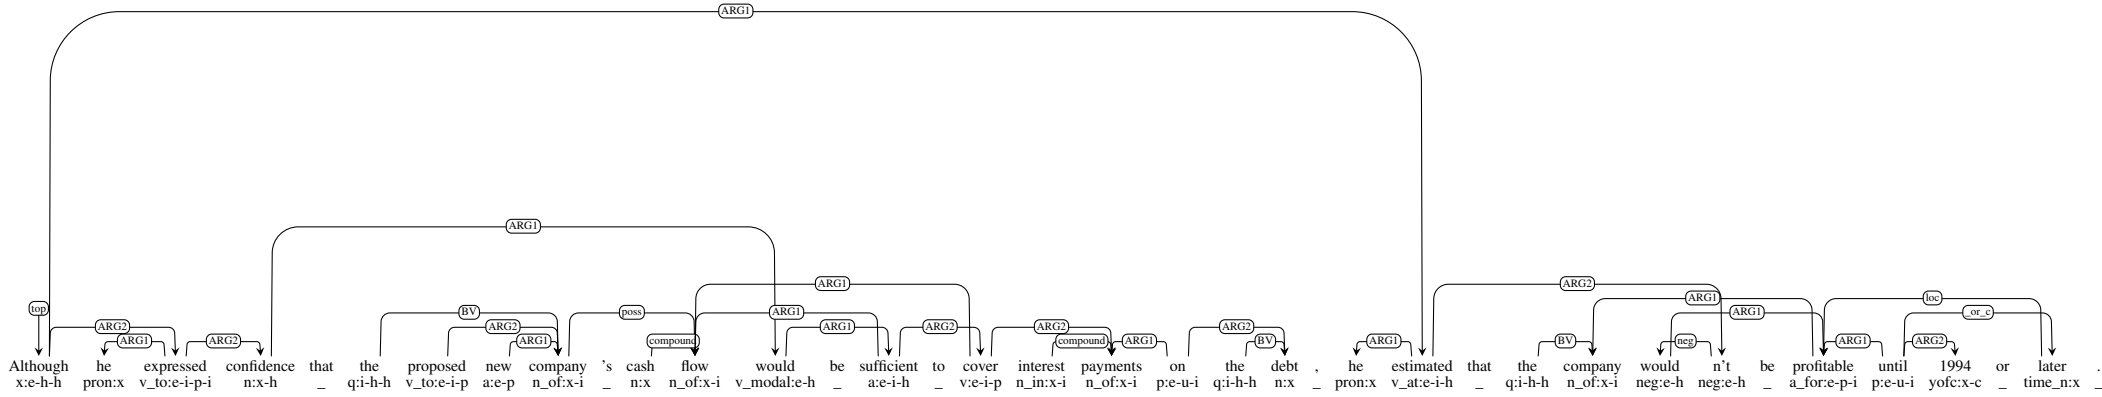 ARG1
ARG1
ARG1 ARG2
top BV poss ARG1 ARG1 loc
ARG2 ARG2 ARG1 ARG2 ARG2 ARG2 ARG1 _or_c
ARG1 ARG2 ARG1 compound compound ARG1 BV ARG1 BV neg ARG1 ARG2
Although he expressed confidence that the proposed new company 's cash flow would be sufficient to cover interest payments on the debt , he estimated that the company would n't be profitable until 1994 or later .
x:e-h-h pron:x v_to:e-i-p-i n:x-h _ q:i-h-h v_to:e-i-p a:e-p n_of:x-i _ n:x n_of:x-i v_modal:e-h _ a:e-i-h _ v:e-i-p n_in:x-i n_of:x-i p:e-u-i q:i-h-h n:x _ pron:x v_at:e-i-h _ q:i-h-h n_of:x-i neg:e-h neg:e-h _ a_for:e-p-i p:e-u-i yofc:x-c _ time_n:x _